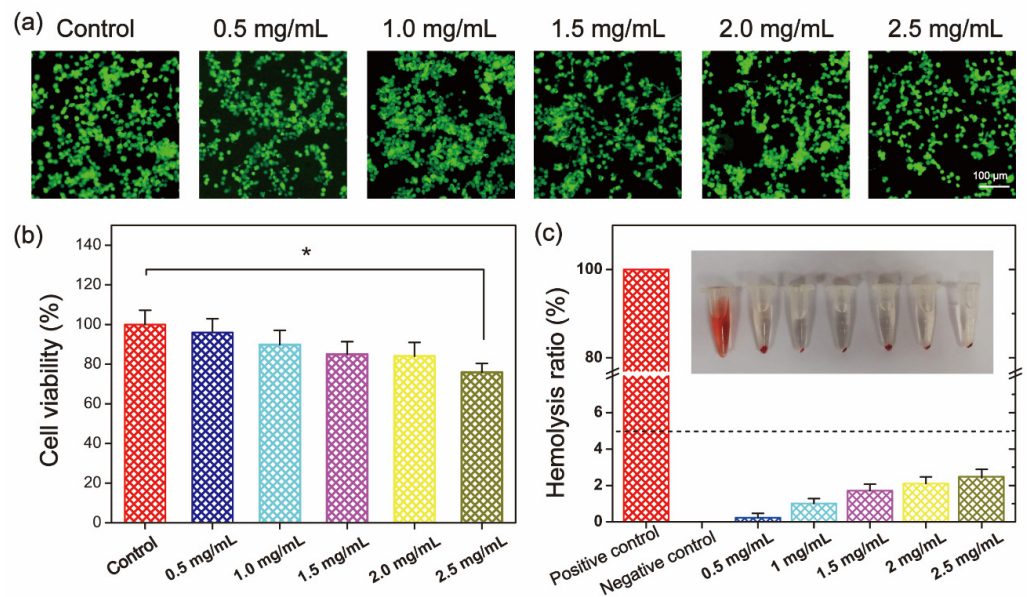 (a)
Control
0.5 mg/mL
1.0 mg/mL
1.5 mg/mL
2.0 mg/mL
2.5 mg/mL
100 μm
(b)
Cell viability (%)
140
120
100
80
60
40
20
0
*
Control
0.5 mg/mL
1.0 mg/mL
1.5 mg/mL
2.0 mg/mL
2.5 mg/mL
(c)
Hemolysis ratio (%)
100
80
6
4
2
0
Positive control
Negative control
0.5 mg/mL
1 mg/mL
1.5 mg/mL
2 mg/mL
2.5 mg/mL